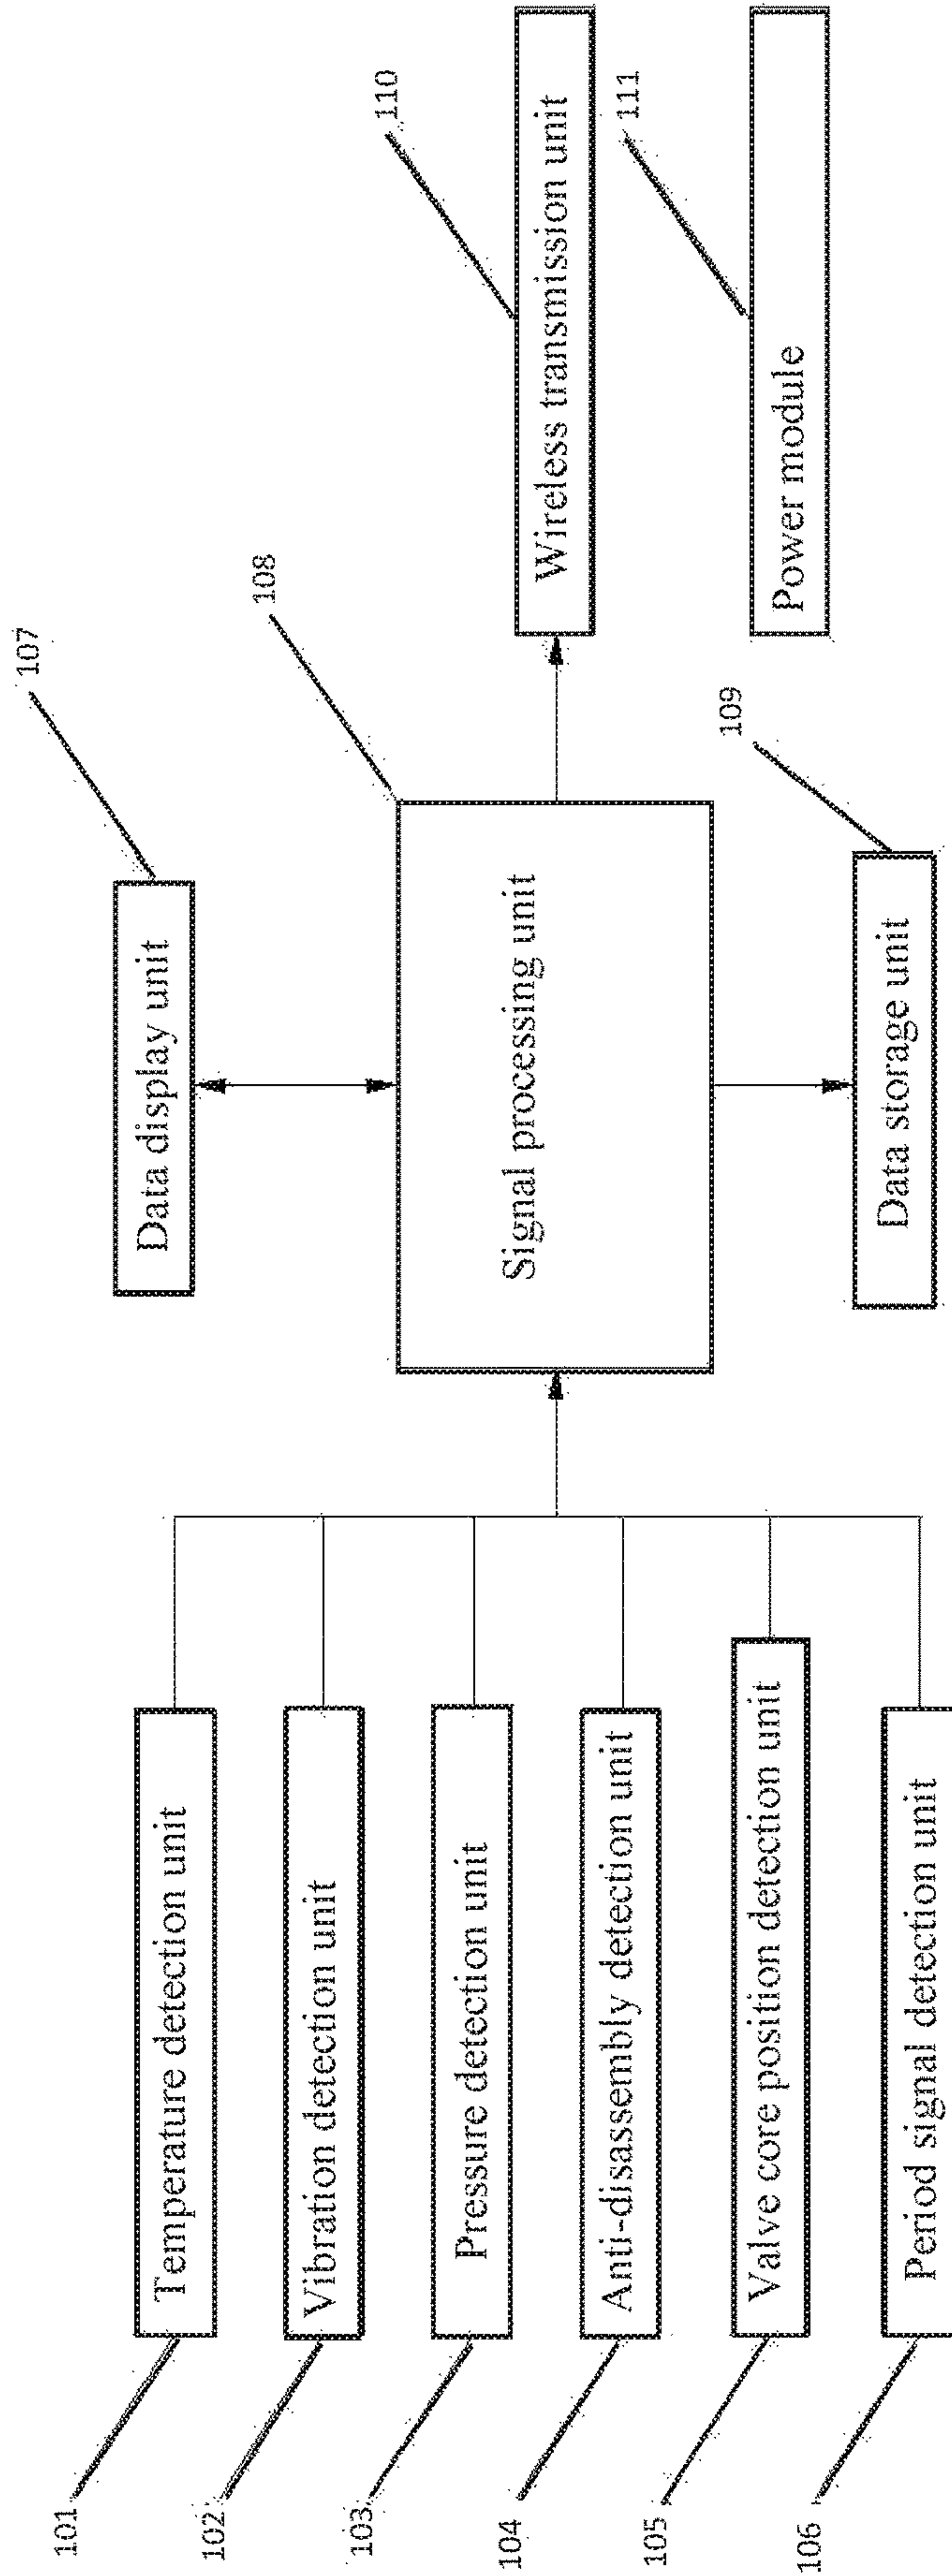 101
Temperature detection unit
102
Vibration detection unit
103
Pressure detection unit
104
Anti-disassembly detection unit
105
Valve core position detection unit
106
Period signal detection unit
107
Data display unit
108
Signal processing unit
109
Data storage unit
110
Wireless transmission unit
111
Power module